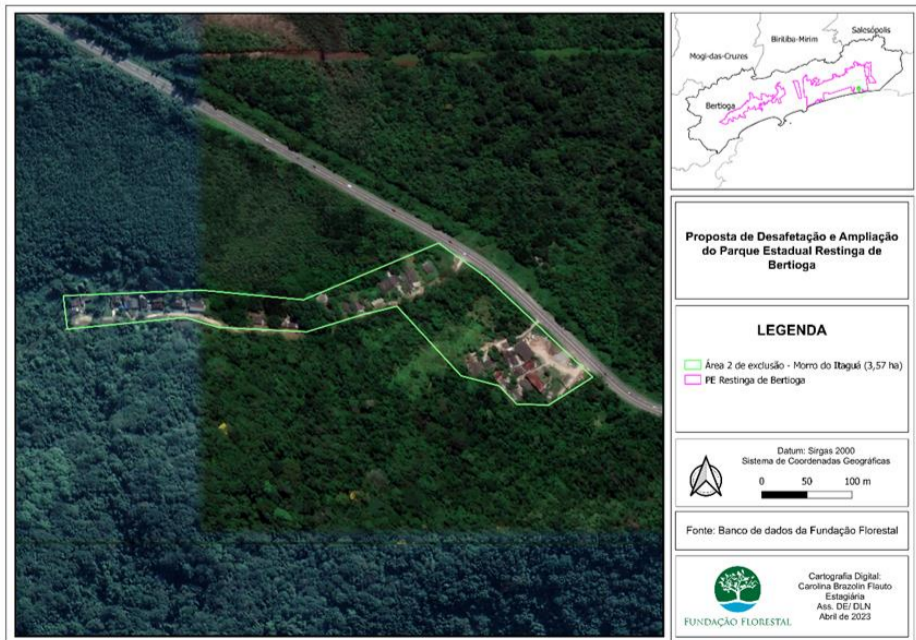 Salesópolis
Biritiba-Mirim
Mogi-das-Cruzes
Bertioga
Proposta de Desafetação e Ampliação
do Parque Estadual Restinga de
Bertioga
LEGENDA
Área 2 de exclusão - Morro do Itaguá (3,57 ha)
PE Restinga de Bertioga
Datum: Sirgas 2000
Sistema de Coordenadas Geográficas
0 50 100 m
Fonte: Banco de dados da Fundação Florestal
FUNDAÇÃO FLORESTAL
Cartografia Digital:
Carolina Brazolin Flauto
Estagiária
Ass. DE/ DLN
Abril de 2023